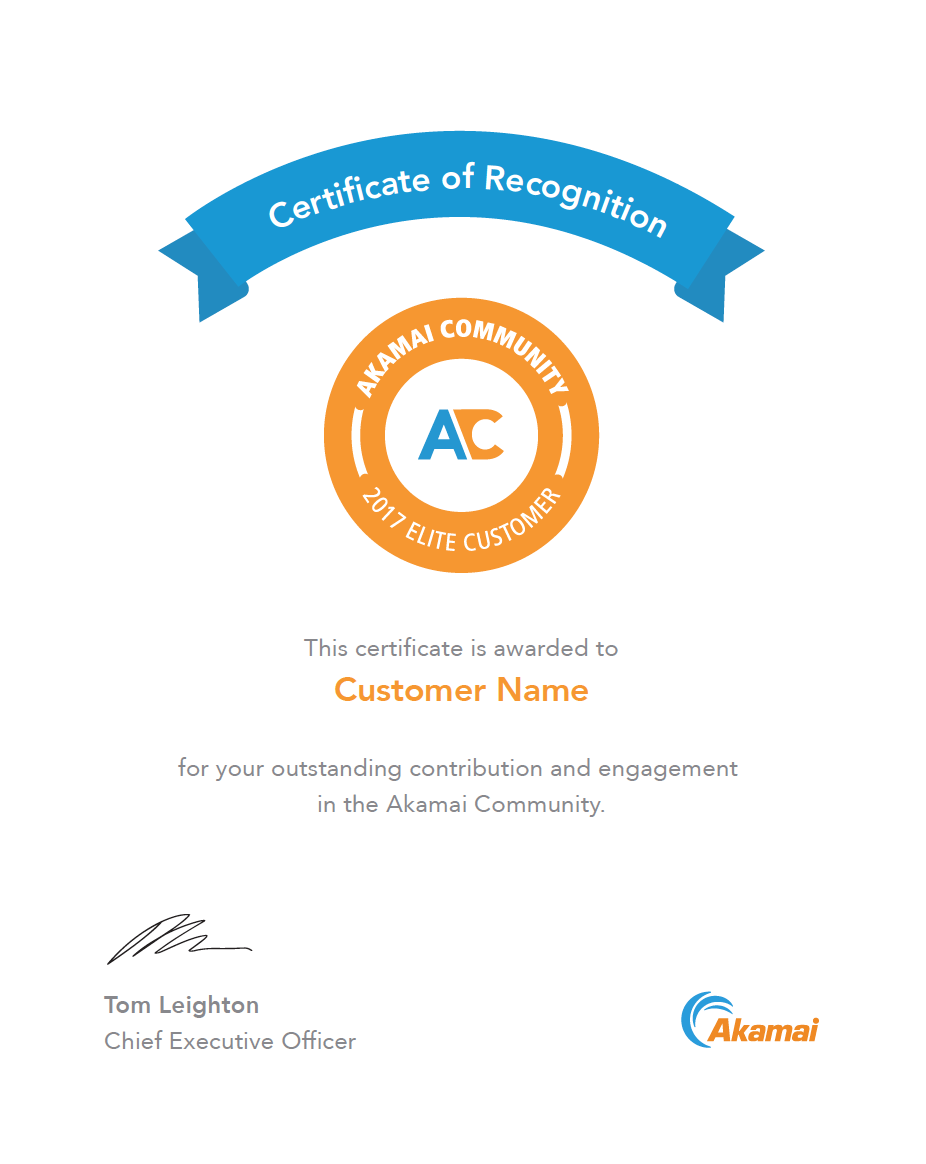 Certificate of Recognition
AKAMAI COMMUNITY
AC
2017 ELITE CUSTOMER
This certificate is awarded to
Customer Name
for your outstanding contribution and engagement
in the Akamai Community.
Tom Leighton
Chief Executive Officer
Akamai